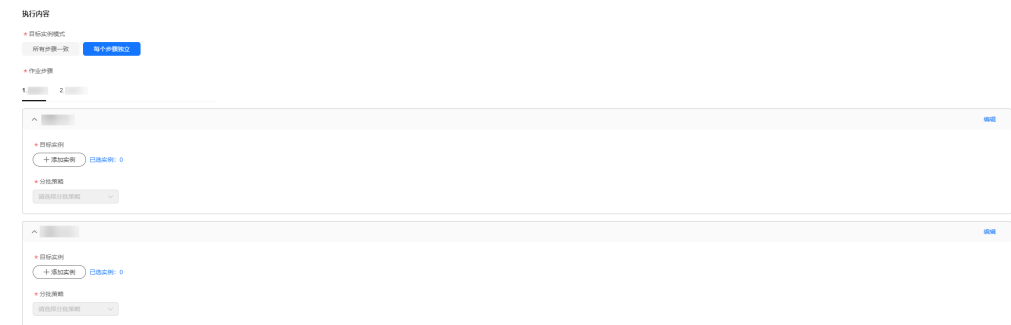 执行内容
* 目标实例模式
所有步骤一致 每个步骤独立
* 作业步骤
1. 2.
编辑
* 目标实例
+ 添加实例 已选实例：0
* 分批策略
请选择分批策略
编辑
* 目标实例
+ 添加实例 已选实例：0
* 分批策略
请选择分批策略